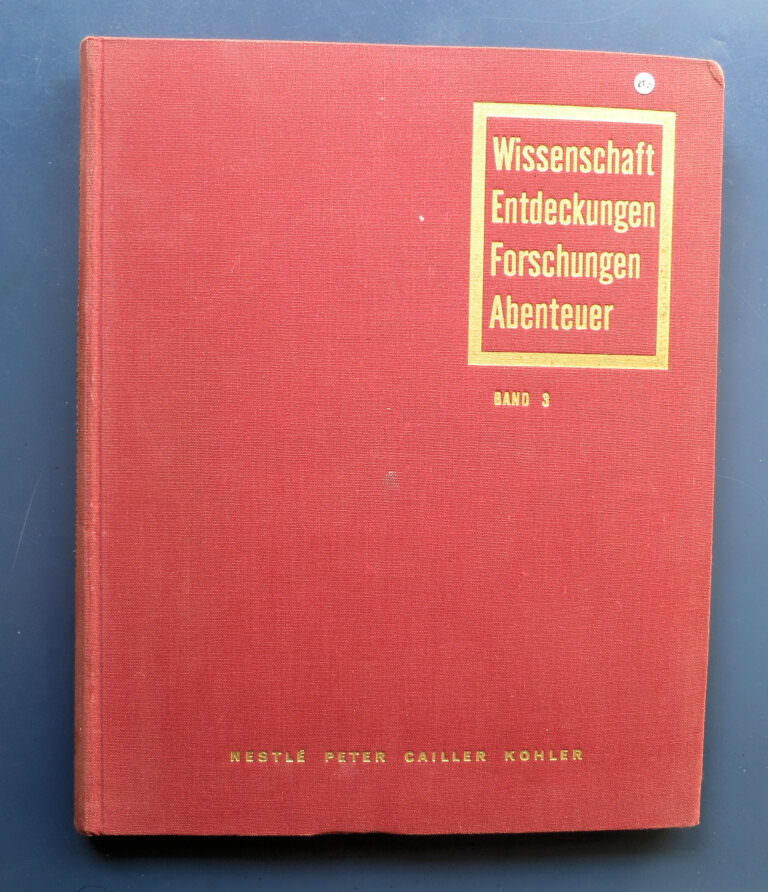 Wissenschaft
Entdeckungen
Forschungen
Abenteuer
BAND 3
NESTLÉ PETER CAILLER KOHLER